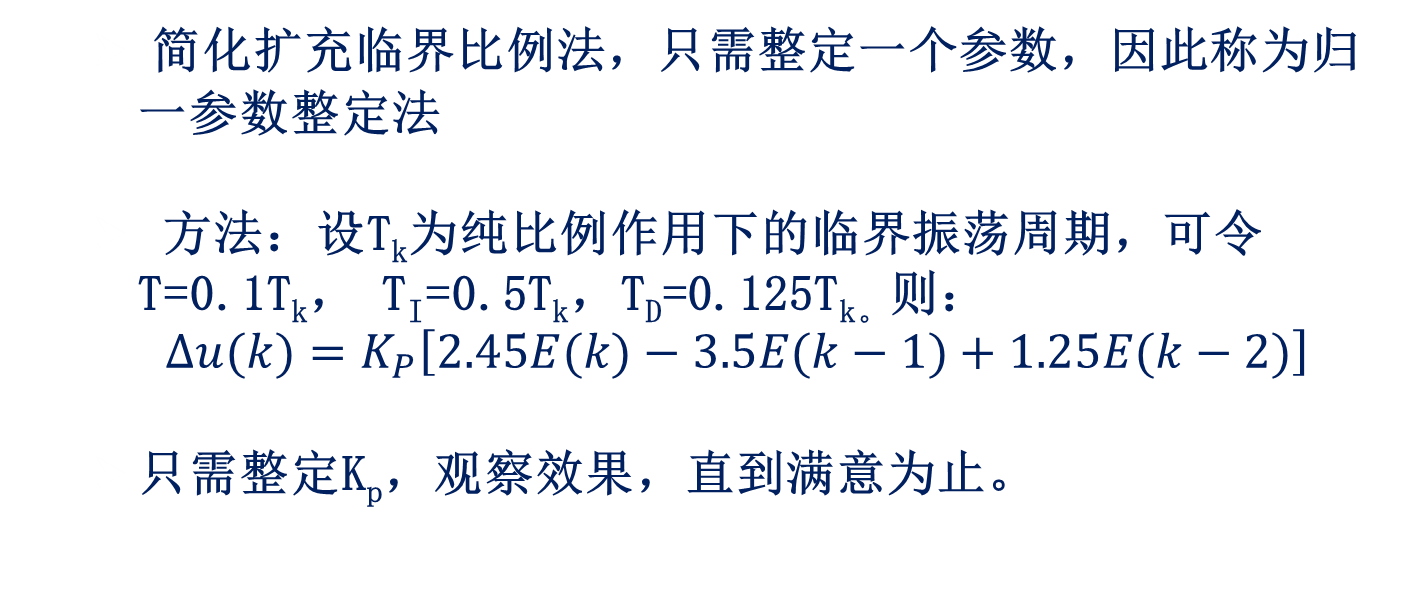 简化扩充临界比例法，只需整定一个参数，因此称为归
一参数整定法
方法：设Tk为纯比例作用下的临界振荡周期，可令
T=0.1Tk， TI=0.5Tk，TD=0.125Tk。则：
Δu(k) = KP[2.45E(k) − 3.5E(k − 1) + 1.25E(k − 2)]
只需整定Kp，观察效果，直到满意为止。